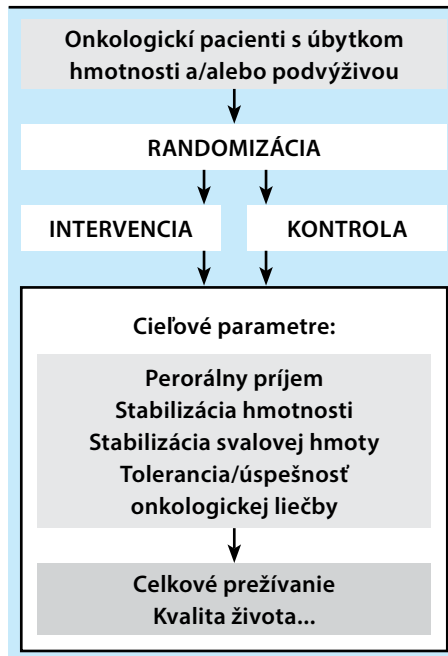 Onkologickí pacienti s úbytkom
hmotnosti a/alebo podvýživou
RANDOMIZÁCIA
INTERVENCIA
KONTROLA
Cieľové parametre:
Perorálny príjem
Stabilizácia hmotnosti
Stabilizácia svalovej hmoty
Tolerancia/úspešnosť
onkologickej liečby
Celkové prežívanie
Kvalita života...